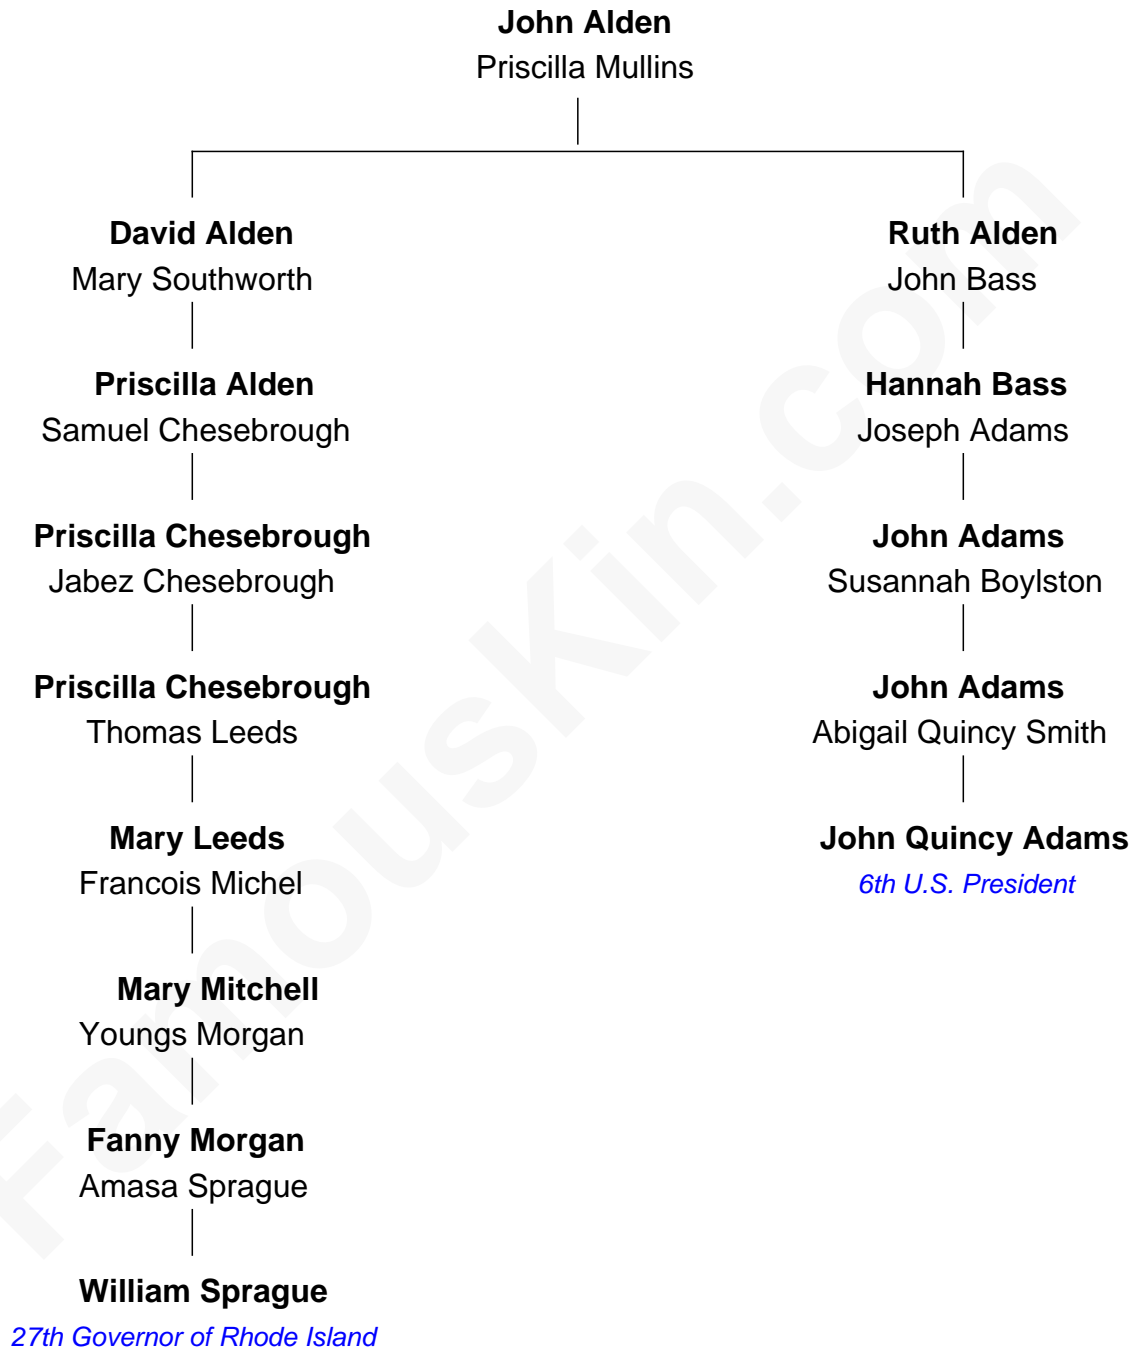 John Alden
Priscilla Mullins
David Alden
Mary Southworth
Ruth Alden
John Bass
Priscilla Alden
Samuel Chesebrough
Hannah Bass
Joseph Adams
Priscilla Chesebrough
Jabez Chesebrough
John Adams
Susannah Boylston
Priscilla Chesebrough
Thomas Leeds
John Adams
Abigail Quincy Smith
Mary Leeds
Francois Michel
John Quincy Adams
6th U.S. President
Mary Mitchell
Youngs Morgan
Fanny Morgan
Amasa Sprague
William Sprague
27th Governor of Rhode Island
FamousKin.com